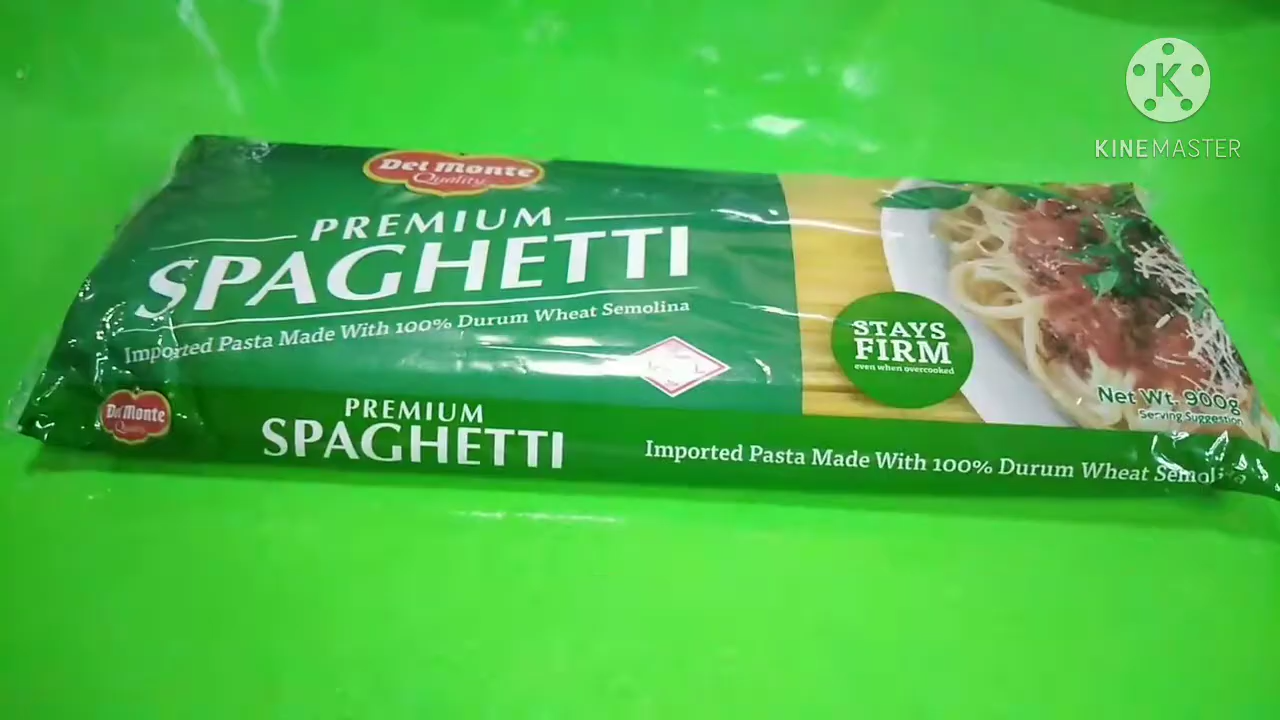 K
KINEMASTER
Del Monte
Quality
PREMIUM
SPAGHETTI
Imported Pasta Made With 100% Durum Wheat Semolina
STAYS
FIRM
even when overcooked
Net Wt. 900g
Serving Suggestion
Del Monte
Quality
PREMIUM
SPAGHETTI
Imported Pasta Made With 100% Durum Wheat